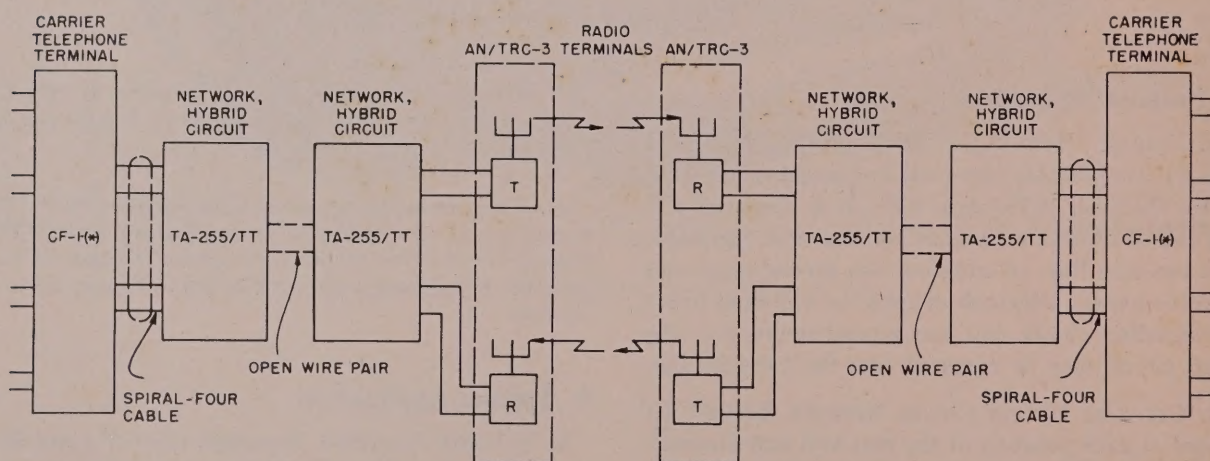 CARRIER
TELEPHONE
TERMINAL
NETWORK,
HYBRID
CIRCUIT
NETWORK,
HYBRID
CIRCUIT
AN/TRC-3
RADIO
TERMINALS
AN/TRC-3
NETWORK,
HYBRID
CIRCUIT
NETWORK,
HYBRID
CIRCUIT
CARRIER
TELEPHONE
TERMINAL
T
R
CF-1(*)
TA-255/TT
TA-255/TT
TA-255/TT
TA-255/TT
CF-1(*)
OPEN WIRE PAIR
OPEN WIRE PAIR
R
T
SPIRAL-FOUR
CABLE
SPIRAL-FOUR
CABLE